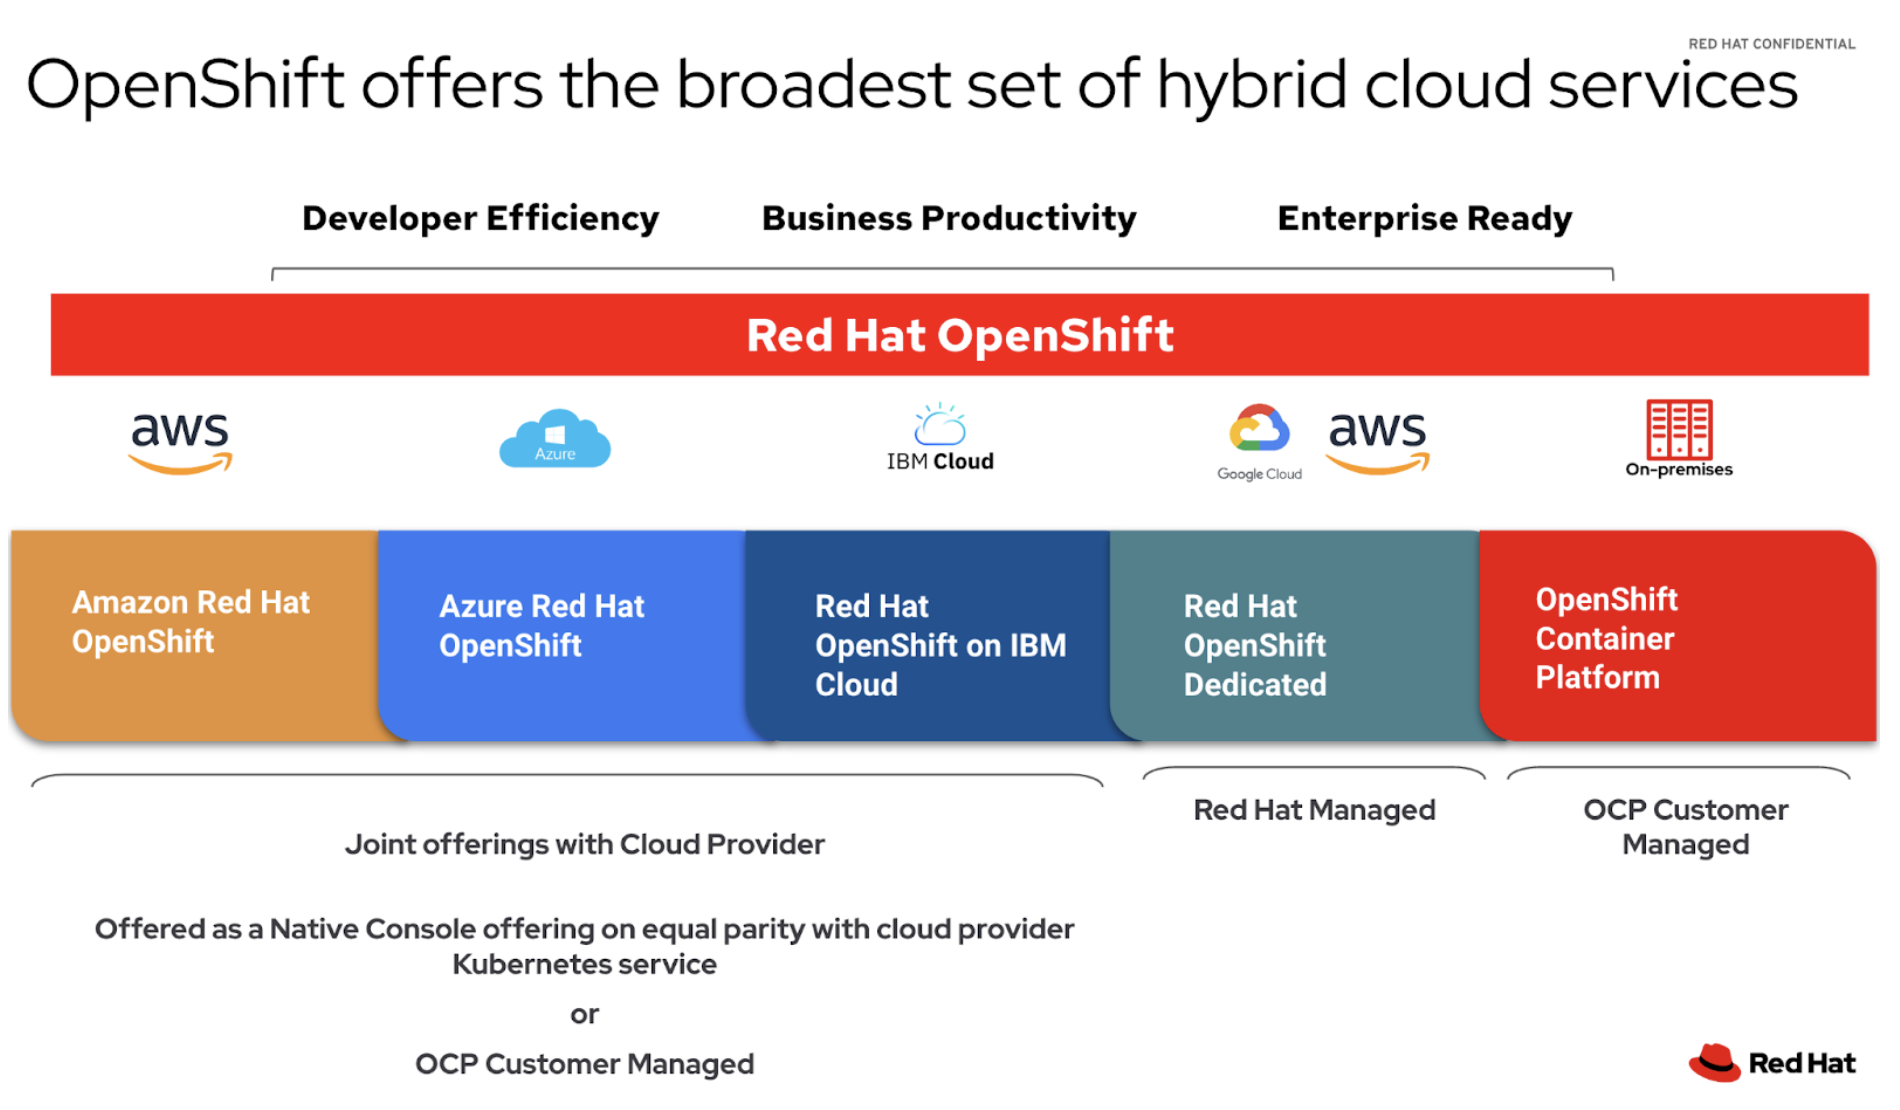 RED HAT CONFIDENTIAL
OpenShift offers the broadest set of hybrid cloud services
Developer Efficiency
Business Productivity
Enterprise Ready
Red Hat OpenShift
aws
Azure
IBM Cloud
Google Cloud
aws
On-premises
Amazon Red Hat
OpenShift
Azure Red Hat
OpenShift
Red Hat
OpenShift on IBM
Cloud
Red Hat
OpenShift
Dedicated
OpenShift
Container
Platform
Joint offerings with Cloud Provider
Offered as a Native Console offering on equal parity with cloud provider
Kubernetes service
or
OCP Customer Managed
Red Hat Managed
OCP Customer
Managed
Red Hat